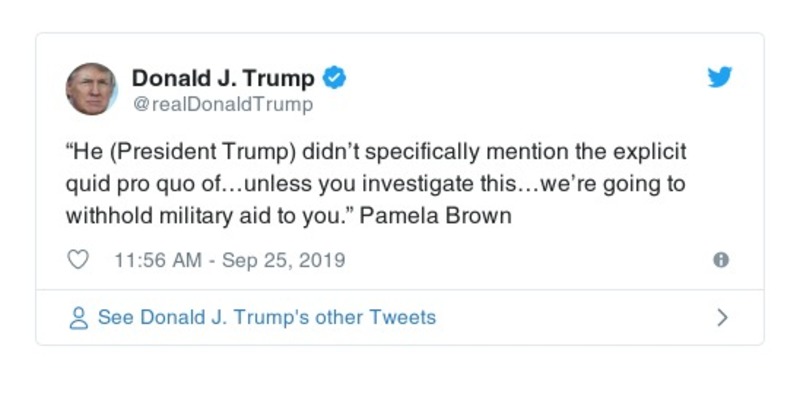 Donald J. Trump
@realDonaldTrump
“He (President Trump) didn’t specifically mention the explicit
quid pro quo of…unless you investigate this…we’re going to
withhold military aid to you.” Pamela Brown
11:56 AM - Sep 25, 2019
See Donald J. Trump's other Tweets